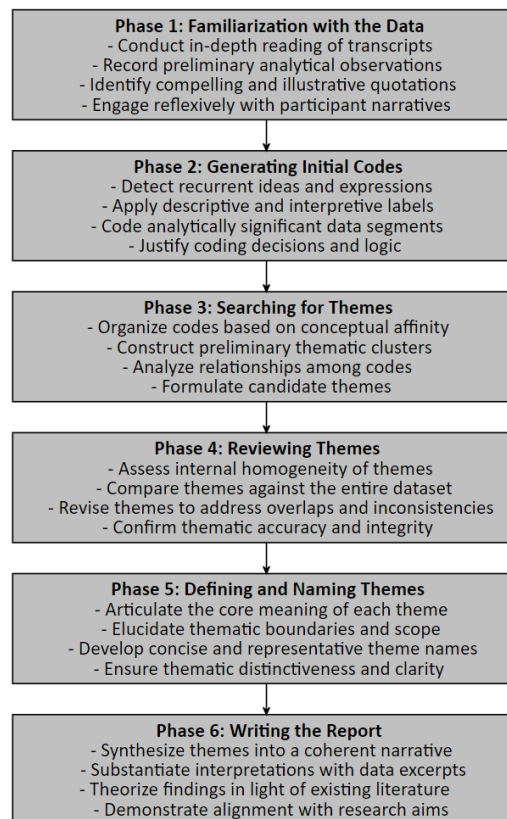 Phase 1: Familiarization with the Data
- Conduct in-depth reading of transcripts
- Record preliminary analytical observations
- Identify compelling and illustrative quotations
- Engage reflexively with participant narratives
Phase 2: Generating Initial Codes
- Detect recurrent ideas and expressions
- Apply descriptive and interpretive labels
- Code analytically significant data segments
- Justify coding decisions and logic
Phase 3: Searching for Themes
- Organize codes based on conceptual affinity
- Construct preliminary thematic clusters
- Analyze relationships among codes
- Formulate candidate themes
Phase 4: Reviewing Themes
- Assess internal homogeneity of themes
- Compare themes against the entire dataset
- Revise themes to address overlaps and inconsistencies
- Confirm thematic accuracy and integrity
Phase 5: Defining and Naming Themes
- Articulate the core meaning of each theme
- Elucidate thematic boundaries and scope
- Develop concise and representative theme names
- Ensure thematic distinctiveness and clarity
Phase 6: Writing the Report
- Synthesize themes into a coherent narrative
- Substantiate interpretations with data excerpts
- Theorize findings in light of existing literature
- Demonstrate alignment with research aims